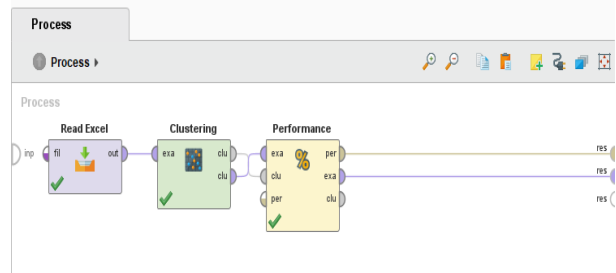 Process
Process
Process
Read Excel Clustering Performance
inp fil out exa clu exa per res
clu clu exa res
per clu res